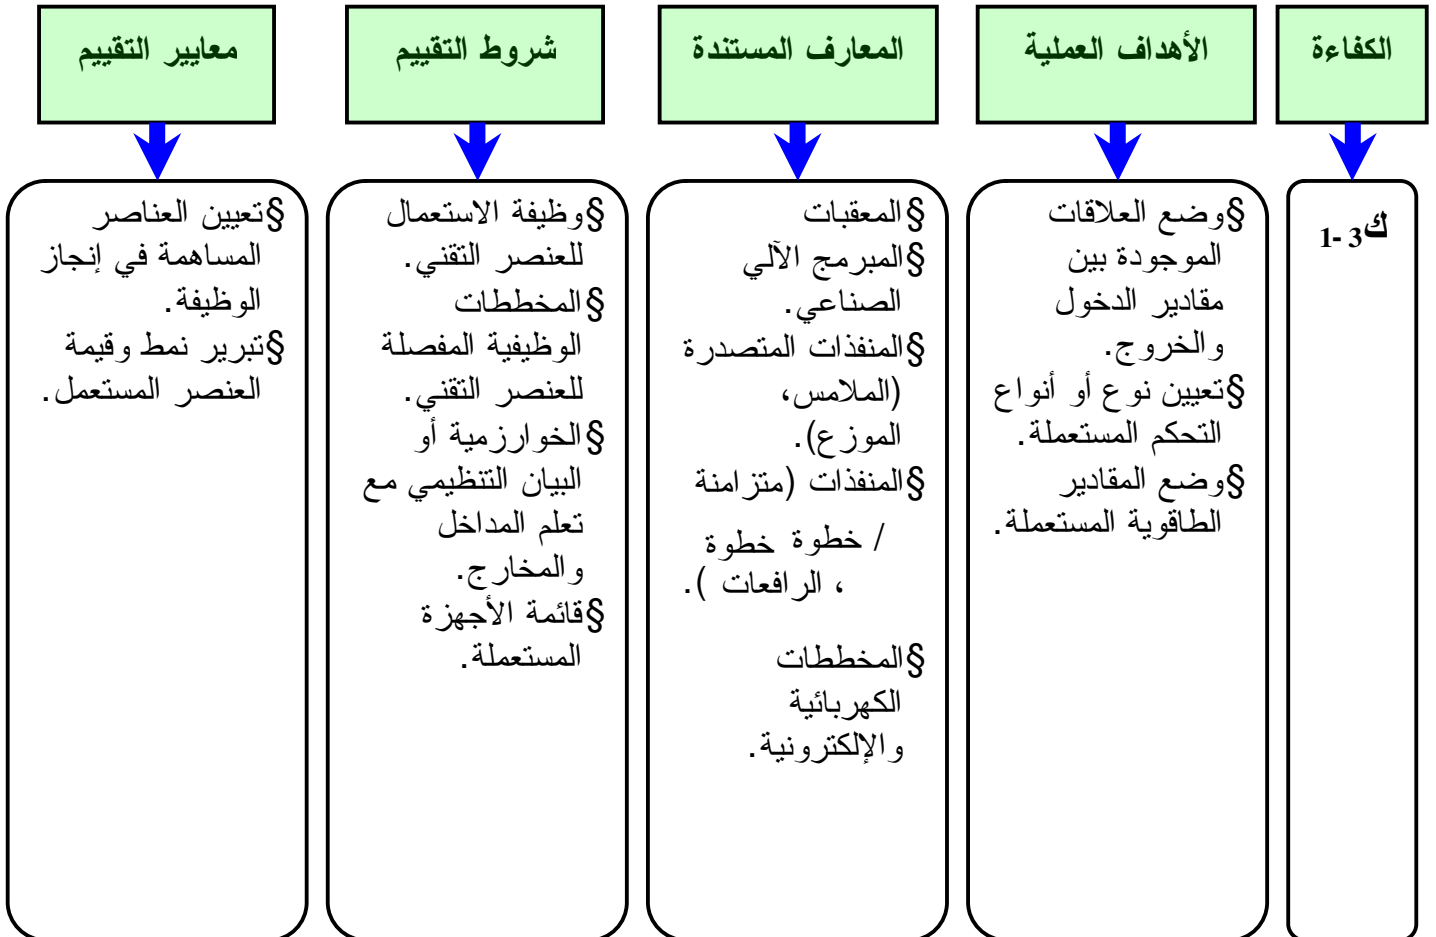 الكفاءة
الأهداف العملية
المعارف المستندة
شروط التقييم
معايير التقييم
ك3 -1
§وضع العلاقات
الموجودة بين
مقادير الدخول
والخروج.
§تعيين نوع أو أنواع
التحكم المستعملة.
§وضع المقادير
الطاقوية المستعملة.
§المعقبات
§المبرمج الآلي
الصناعي.
§المنفذات المتصدرة
(الملامس،
الموزع).
§المنفذات (متزامنة
/ خطوة خطوة
، الرافعات ).
§المخططات
الكهربائية
والإلكترونية.
§وظيفة الاستعمال
للعنصر التقني.
§المخططات
الوظيفية المفصلة
للعنصر التقني.
§الخوارزمية أو
البيان التنظيمي مع
تعلم المداخل
والمخارج.
§قائمة الأجهزة
المستعملة.
§تعيين العناصر
المساهمة في إنجاز
الوظيفة.
§تبرير نمط وقيمة
العنصر المستعمل.